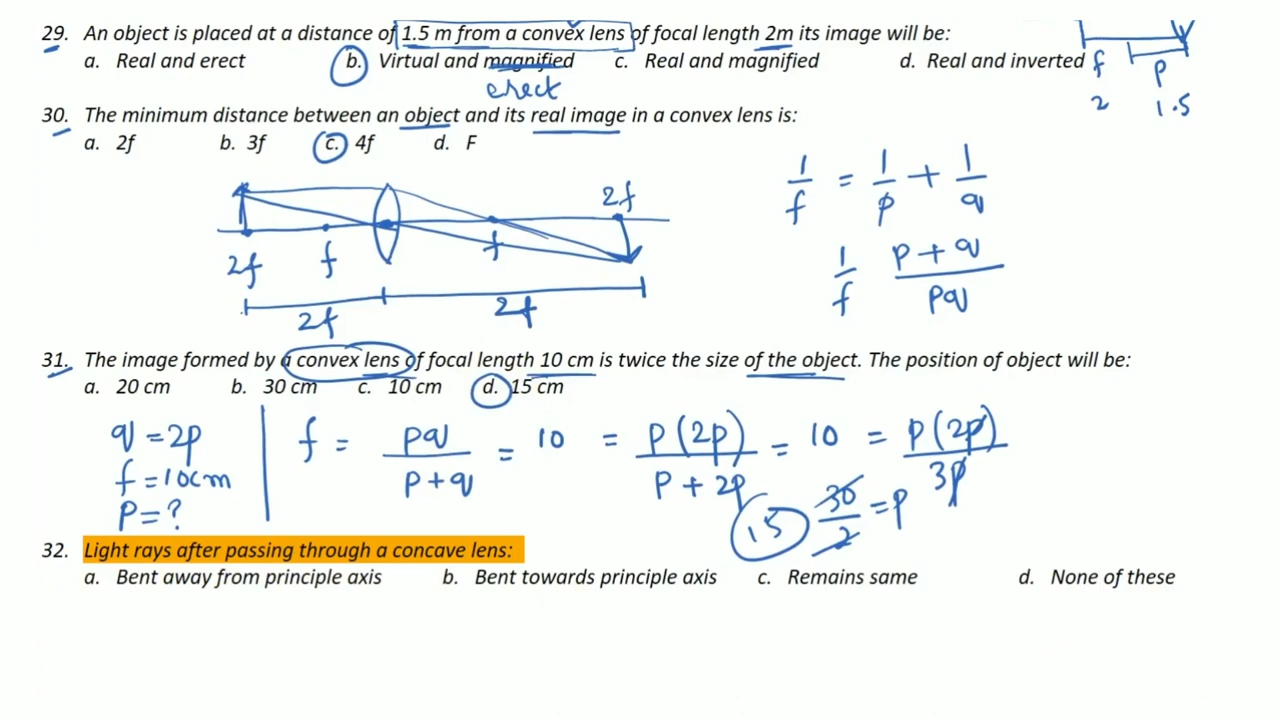 29. An object is placed at a distance of 1.5 m from a convex lens of focal length 2m its image will be:
a. Real and erect b. Virtual and magnified c. Real and magnified d. Real and inverted
erect
f p
2 1.5
30. The minimum distance between an object and its real image in a convex lens is:
a. 2f b. 3f c. 4f d. F
2f f f 2f
2f 2f
1/f = 1/p + 1/q
1/f p + q / pq
31. The image formed by a convex lens of focal length 10 cm is twice the size of the object. The position of object will be:
a. 20 cm b. 30 cm c. 10 cm d. 15 cm
q = 2p
f = 10cm
p = ?
f = pq / p + q = 10 = p (2p) / p + 2p = 10 = p (2p) / 3p
15 30/2 = p
32. Light rays after passing through a concave lens:
a. Bent away from principle axis b. Bent towards principle axis c. Remains same d. None of these